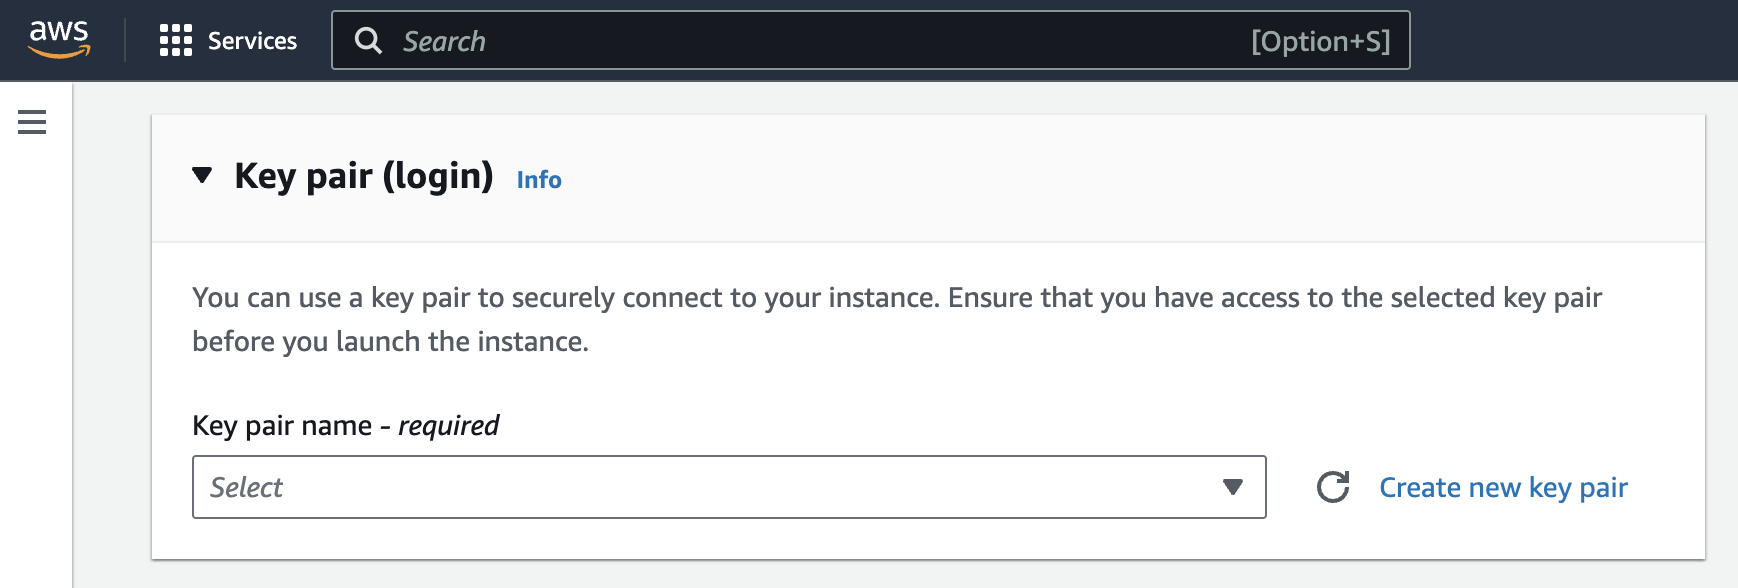 aws
Services
Search
[Option+S]
Key pair (login) Info
You can use a key pair to securely connect to your instance. Ensure that you have access to the selected key pair
before you launch the instance.
Key pair name - required
Select
Create new key pair